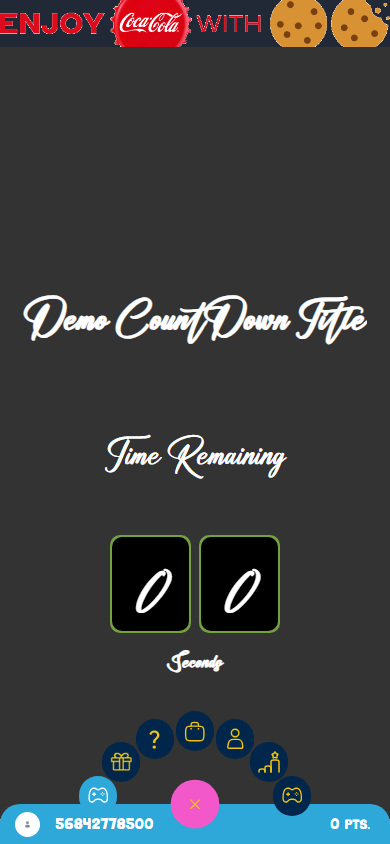 ENJOY Coca-Cola WITH
Demo CountDown Title
Time Remaining
0 0
Seconds
?
56842778500 0 PTS.